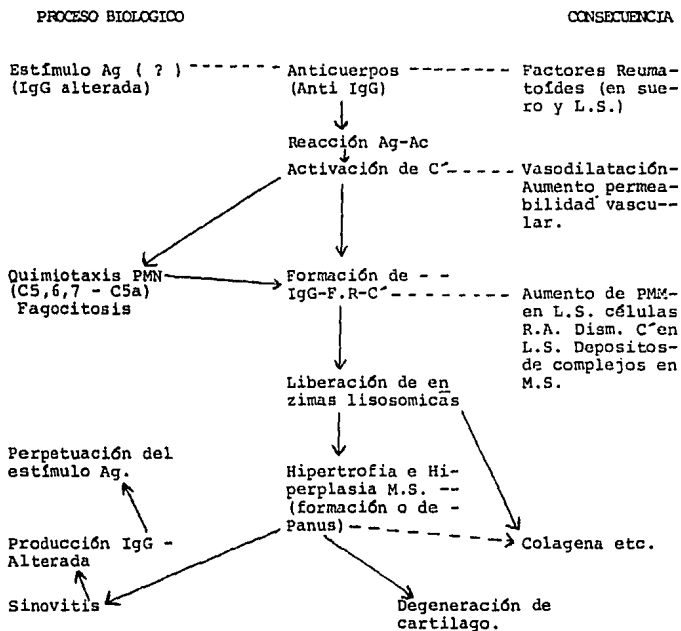 PROCESO BIOLOGICO
CONSECUENCIA
Estímulo Ag ( ? )
(IgG alterada)
Anticuerpos
(Anti IgG)
Factores Reuma-
toídes (en sue-
ro y L.S.)
Reacción Ag-Ac
Activación de C´
Vasodilatación-
Aumento permea-
bilidad vascu--
lar.
Quimiotaxis PMN
(C5,6,7 - C5a)
Fagocitosis
Formación de - -
IgG-F.R-C´
Aumento de PMM-
en L.S. células
R.A. Dism. C´en
L.S. Depositos-
de complejos en
M.S.
Liberación de en
zimas lisosomicas
Perpetuación del
estímulo Ag.
Hipertrofia e Hi-
perplasia M.S. --
(formación o de -
Panus)
Colagena etc.
Producción IgG -
Alterada
Sinovitis
Degeneración de
cartilago.